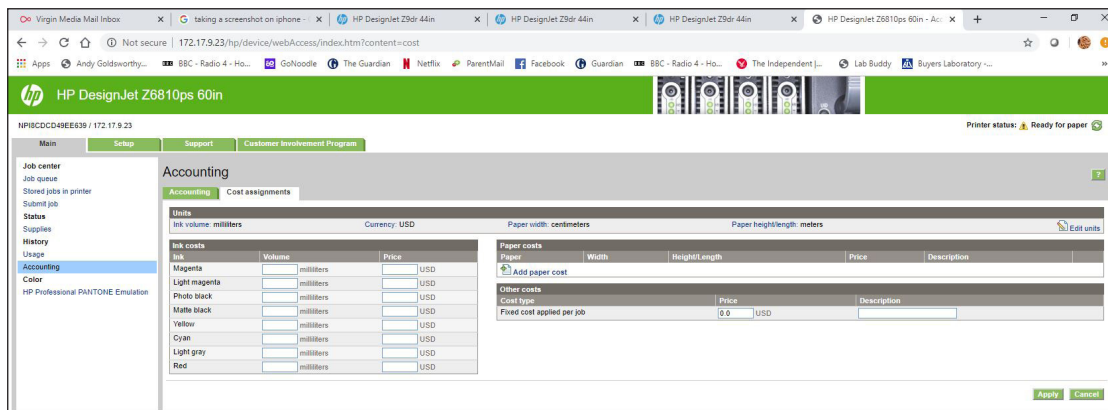 Virgin Media Mail Inbox × G taking a screenshot on iphone - × HP DesignJet Z9dr 44in × HP DesignJet Z9dr 44in × HP DesignJet Z9dr 44in × HP DesignJet Z6810ps 60in - Acc × +
Not secure | 172.17.9.23/hp/device/webAccess/index.htm?content=cost
Apps Andy Goldsworthy... BBC - Radio 4 - Ho... GoNoodle The Guardian Netflix ParentMail Facebook Guardian BBC - Radio 4 - Ho... The Independent |... Lab Buddy Buyers Laboratory -... »
hp HP DesignJet Z6810ps 60in
NPI8CDCD49EE639 / 172.17.9.23 Printer status: Ready for paper
Main Setup Support Customer Involvement Program
Job center
Job queue
Stored jobs in printer
Submit job
Status
Supplies
History
Usage
Accounting
Color
HP Professional PANTONE Emulation
Accounting ?
Accounting Cost assignments
Units
Ink volume: milliliters Currency: USD Paper width: centimeters Paper height/length: meters Edit units
Ink costs
Ink Volume Price
Magenta milliliters USD
Light magenta milliliters USD
Photo black milliliters USD
Matte black milliliters USD
Yellow milliliters USD
Cyan milliliters USD
Light gray milliliters USD
Red milliliters USD
Paper costs
Paper Width Height/Length Price Description
Add paper cost
Other costs
Cost type Price Description
Fixed cost applied per job 0.0 USD
Apply Cancel